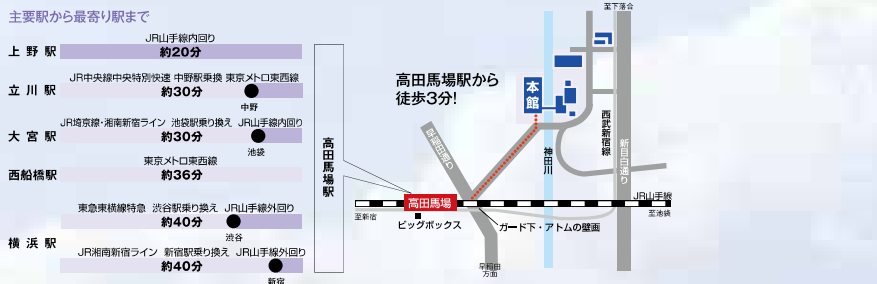 主要駅から最寄り駅まで
上野駅
JR山手線内回り
約20分
立川駅
JR中央線中央特別快速 中野駅乗換 東京メトロ東西線
約30分
中野
大宮駅
JR埼京線・湘南新宿ライン 池袋駅乗り換え JR山手線内回り
約30分
池袋
西船橋駅
東京メトロ東西線
約36分
横浜駅
東急東横線特急 渋谷駅乗り換え JR山手線外回り
約40分
渋谷
JR湘南新宿ライン 新宿駅乗り換え JR山手線外回り
約40分
新宿
高田馬場駅
高田馬場駅から
徒歩3分!
至下落合
本館
西武新宿線
新目白通り
神田川
早稲田通り
高田馬場
JR山手線
至新宿
至池袋
ビッグボックス
ガード下・アトムの壁画
早稲田
方面